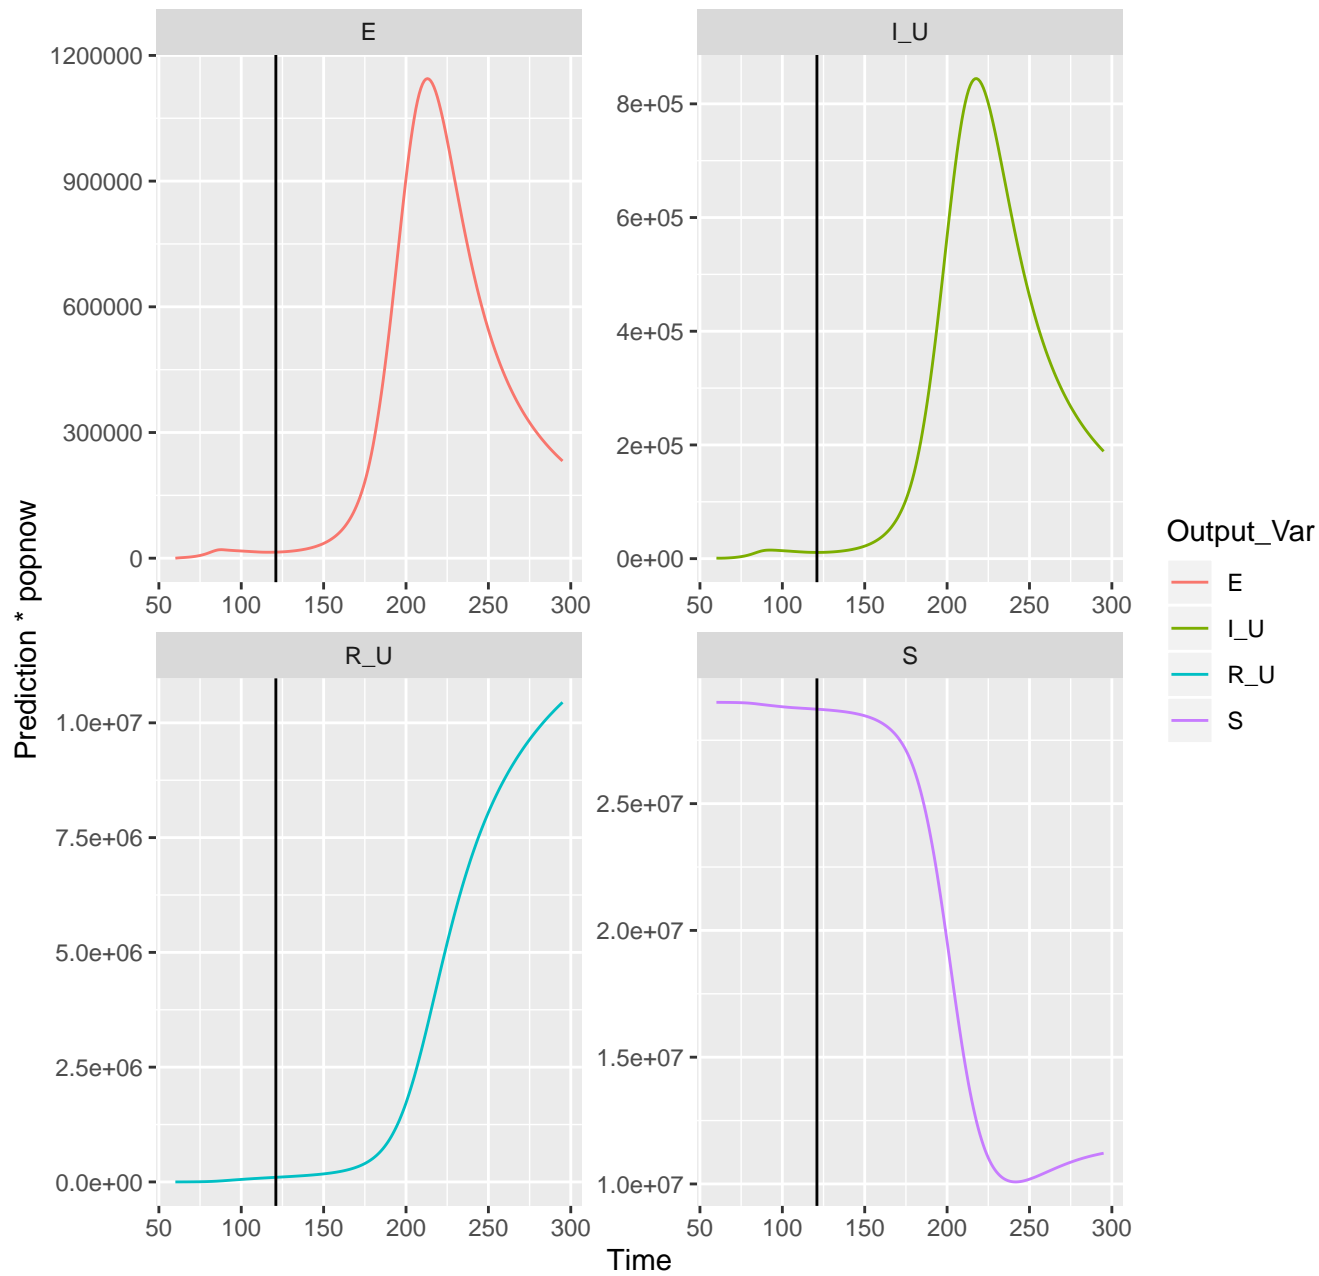 E
I_U
1200000
900000
600000
300000
0
8e+05
6e+05
4e+05
2e+05
0e+00
50 100 150 200 250 300
50 100 150 200 250 300
R_U
S
1.0e+07
7.5e+06
5.0e+06
2.5e+06
0.0e+00
2.5e+07
2.0e+07
1.5e+07
1.0e+07
50 100 150 200 250 300
50 100 150 200 250 300
Time
Prediction * popnow
Output_Var
E
I_U
R_U
S